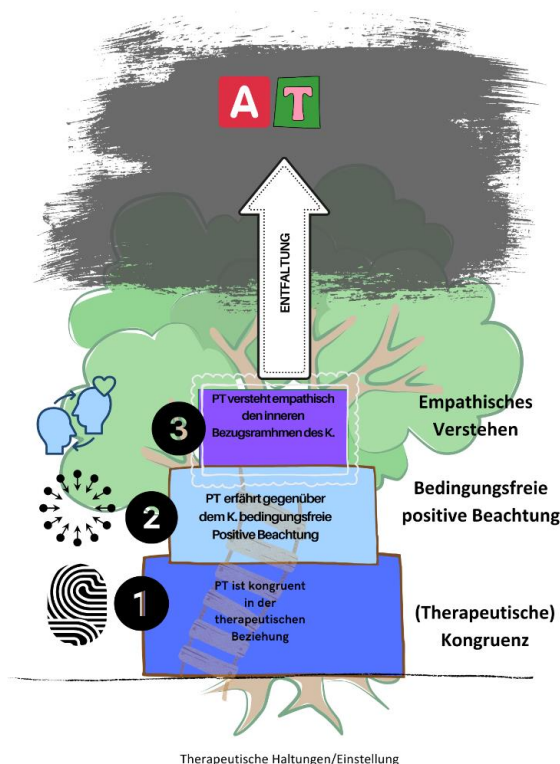 A T
ENTFALTUNG
PT versteht empathisch
den inneren
Bezugsramhmen des K.
3
Empathisches
Verstehen
PT erfährt gegenüber
dem K. bedingungsfreie
Positive Beachtung
2
Bedingungsfreie
positive Beachtung
PT ist kongruent
in der
therapeutischen
Beziehung
1
(Therapeutische)
Kongruenz
Therapeutische Haltungen/Einstellung